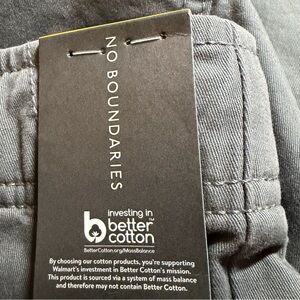 NO BOUNDARIES
investing in
better
cotton™
BetterCotton.org/MassBalance
By choosing our cotton products, you're supporting
Walmart's investment in Better Cotton's mission.
This product is sourced via a system of mass balance
and therefore may not contain Better Cotton.